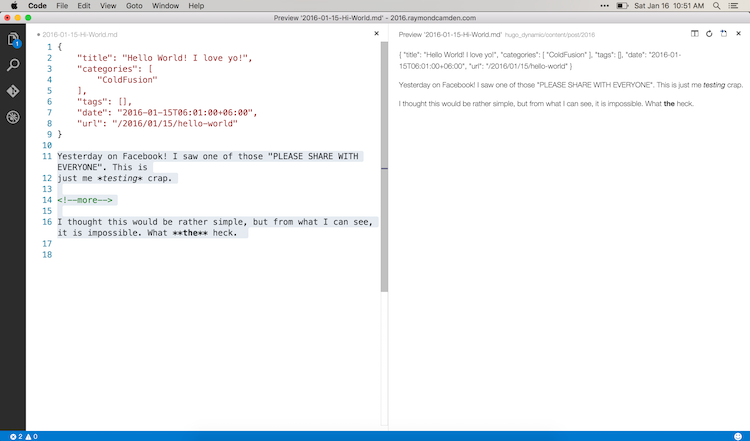 Code File Edit View Goto Window Help
••• Sat Jan 16 10:51 AM
Preview '2016-01-15-Hi-World.md' - 2016.raymondcamden.com
2016-01-15-Hi-World.md
1 {
2 "title": "Hello World! I love yo!",
3 "categories": [
4 "ColdFusion"
5 ],
6 "tags": [],
7 "date": "2016-01-15T06:01:00+06:00",
8 "url": "/2016/01/15/hello-world"
9 }
10
11 Yesterday on Facebook! I saw one of those "PLEASE SHARE WITH
EVERYONE". This is
12 just me *testing* crap.
13
14 <!--more-->
15
16 I thought this would be rather simple, but from what I can see,
it is impossible. What **the** heck.
17
18
Preview '2016-01-15-Hi-World.md' hugo_dynamic/content/post/2016
{ "title": "Hello World! I love yo!", "categories": [ "ColdFusion" ], "tags": [], "date": "2016-01-
15T06:01:00+06:00", "url": "/2016/01/15/hello-world" }
Yesterday on Facebook! I saw one of those "PLEASE SHARE WITH EVERYONE". This is just me testing crap.
I thought this would be rather simple, but from what I can see, it is impossible. What the heck.
1
2 0